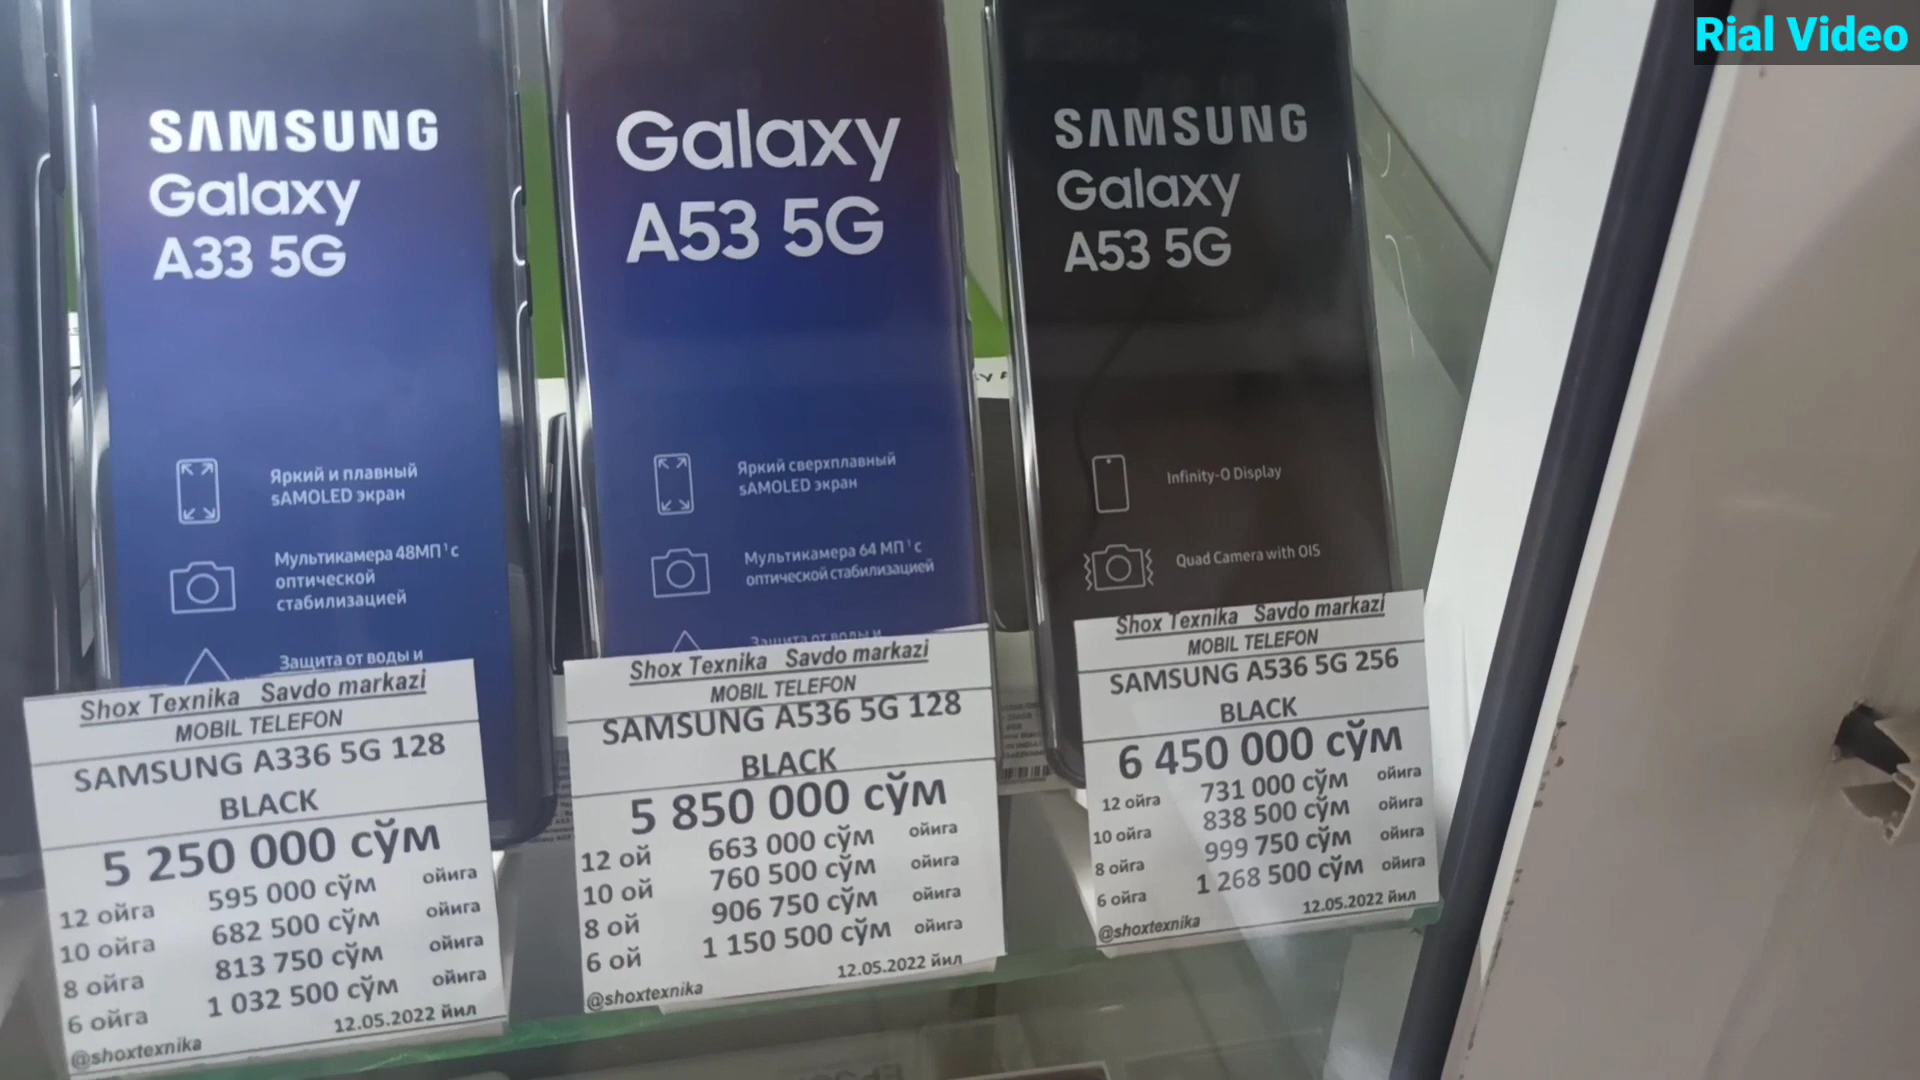 Rial Video
SAMSUNG
Galaxy
A33 5G
Яркий и плавный
sAMOLED экран
Мультикамера 48МП¹ с
оптической
стабилизацией
Защита от воды и
Galaxy
A53 5G
Яркий сверхплавный
sAMOLED экран
Мультикамера 64 МП¹ с
оптической стабилизацией
Защита от воды и
SAMSUNG
Galaxy
A53 5G
Infinity-O Display
Quad Camera with OIS
Shox Texnika Savdo markazi
MOBIL TELEFON
SAMSUNG A336 5G 128
BLACK
5 250 000 сўм
12 ойга 595 000 сўм ойига
10 ойга 682 500 сўм ойига
8 ойга 813 750 сўм ойига
6 ойга 1 032 500 сўм ойига
12.05.2022 йил
@shoxtexnika
Shox Texnika Savdo markazi
MOBIL TELEFON
SAMSUNG A536 5G 128
BLACK
5 850 000 сўм
12 ой 663 000 сўм ойига
10 ой 760 500 сўм ойига
8 ой 906 750 сўм ойига
6 ой 1 150 500 сўм ойига
12.05.2022 йил
@shoxtexnika
Shox Texnika Savdo markazi
MOBIL TELEFON
SAMSUNG A536 5G 256
BLACK
6 450 000 сўм
12 ойга 731 000 сўм ойига
10 ойга 838 500 сўм ойига
8 ойга 999 750 сўм ойига
6 ойга 1 268 500 сўм ойига
12.05.2022 йил
@shoxtexnika